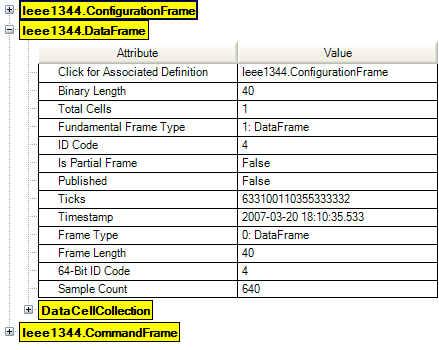 Ieee1344.ConfigurationFrame
Ieee1344.DataFrame
Attribute Value
Click for Associated Definition Ieee1344.ConfigurationFrame
Binary Length 40
Total Cells 1
Fundamental Frame Type 1: DataFrame
ID Code 4
Is Partial Frame False
Published False
Ticks 633100110355333332
Timestamp 2007-03-20 18:10:35.533
Frame Type 0: DataFrame
Frame Length 40
64-Bit ID Code 4
Sample Count 640
DataCellCollection
Ieee1344.CommandFrame